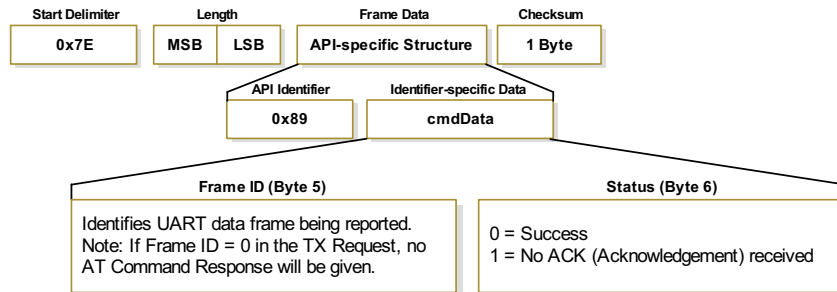 Start Delimiter Length Frame Data Checksum
0x7E MSB LSB API-specific Structure 1 Byte
API Identifier Identifier-specific Data
0x89 cmdData
Frame ID (Byte 5) Status (Byte 6)
Identifies UART data frame being reported.
Note: If Frame ID = 0 in the TX Request, no
AT Command Response will be given.
0 = Success
1 = No ACK (Acknowledgement) received